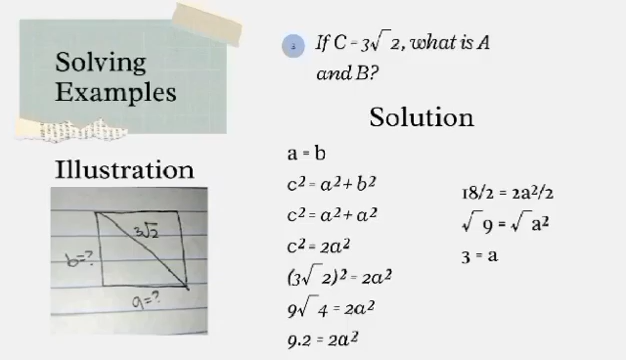 Solving
Examples
If C = 3√2, what is A
and B?
Solution
Illustration
3√2
b=?
a=?
a = b
c² = a² + b²
c² = a² + a²
c² = 2a²
(3√2)² = 2a²
9√4 = 2a²
9.2 = 2a²
18/2 = 2a²/2
√9 = √a²
3 = a